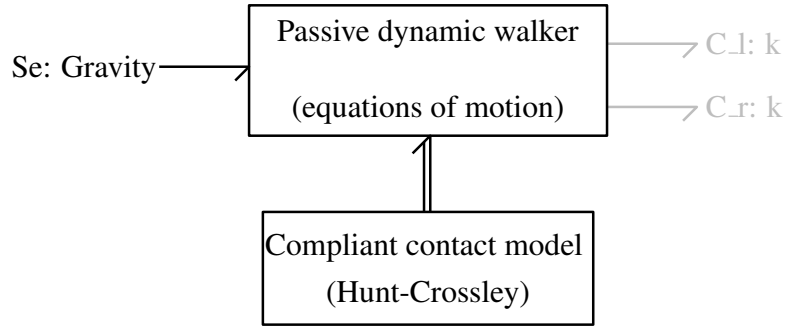 Passive dynamic walker
C_l: k
Se: Gravity
(equations of motion)
C_r: k
Compliant contact model
(Hunt-Crossley)